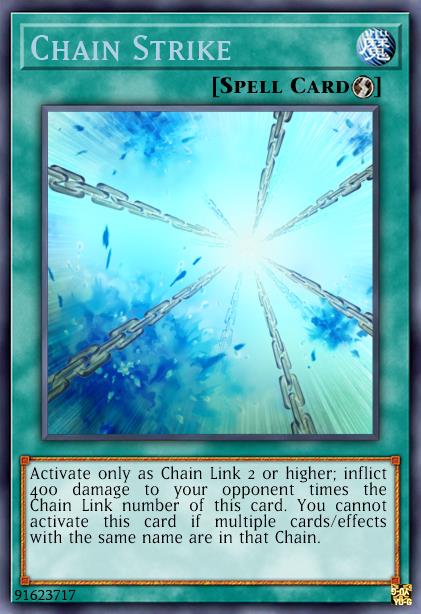 Chain Strike
魔
[Spell Card]
Activate only as Chain Link 2 or higher; inflict
400 damage to your opponent times the
Chain Link number of this card. You cannot
activate this card if multiple cards/effects
with the same name are in that Chain.
91623717